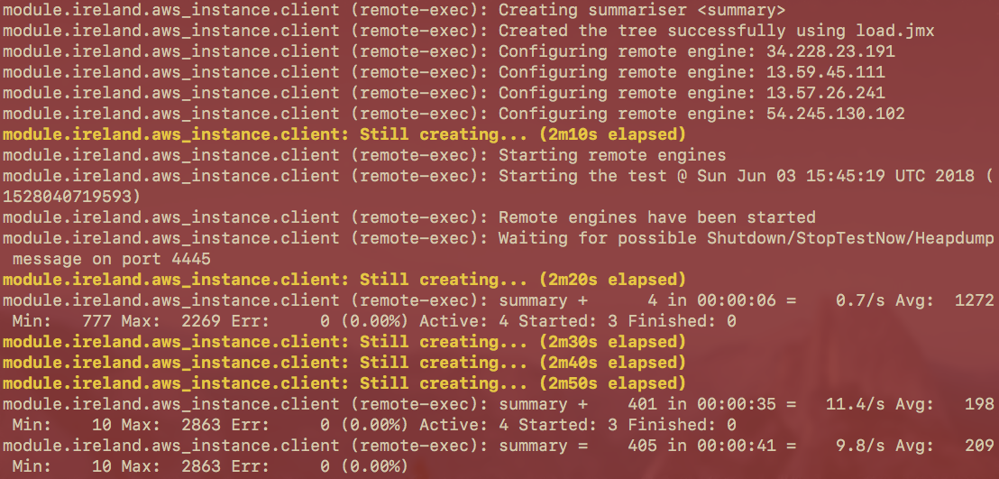 module.ireland.aws_instance.client (remote-exec): Creating summariser <summary>
module.ireland.aws_instance.client (remote-exec): Created the tree successfully using load.jmx
module.ireland.aws_instance.client (remote-exec): Configuring remote engine: 34.228.23.191
module.ireland.aws_instance.client (remote-exec): Configuring remote engine: 13.59.45.111
module.ireland.aws_instance.client (remote-exec): Configuring remote engine: 13.57.26.241
module.ireland.aws_instance.client (remote-exec): Configuring remote engine: 54.245.130.102
module.ireland.aws_instance.client: Still creating... (2m10s elapsed)
module.ireland.aws_instance.client (remote-exec): Starting remote engines
module.ireland.aws_instance.client (remote-exec): Starting the test @ Sun Jun 03 15:45:19 UTC 2018 (
1528040719593)
module.ireland.aws_instance.client (remote-exec): Remote engines have been started
module.ireland.aws_instance.client (remote-exec): Waiting for possible Shutdown/StopTestNow/Heapdump
 message on port 4445
module.ireland.aws_instance.client: Still creating... (2m20s elapsed)
module.ireland.aws_instance.client (remote-exec): summary +      4 in 00:00:06 =    0.7/s Avg:  1272
 Min:   777 Max:  2269 Err:     0 (0.00%) Active: 4 Started: 3 Finished: 0
module.ireland.aws_instance.client: Still creating... (2m30s elapsed)
module.ireland.aws_instance.client: Still creating... (2m40s elapsed)
module.ireland.aws_instance.client: Still creating... (2m50s elapsed)
module.ireland.aws_instance.client (remote-exec): summary +    401 in 00:00:35 =   11.4/s Avg:   198
 Min:    10 Max:  2863 Err:     0 (0.00%) Active: 4 Started: 3 Finished: 0
module.ireland.aws_instance.client (remote-exec): summary =    405 in 00:00:41 =    9.8/s Avg:   209
 Min:    10 Max:  2863 Err:     0 (0.00%)